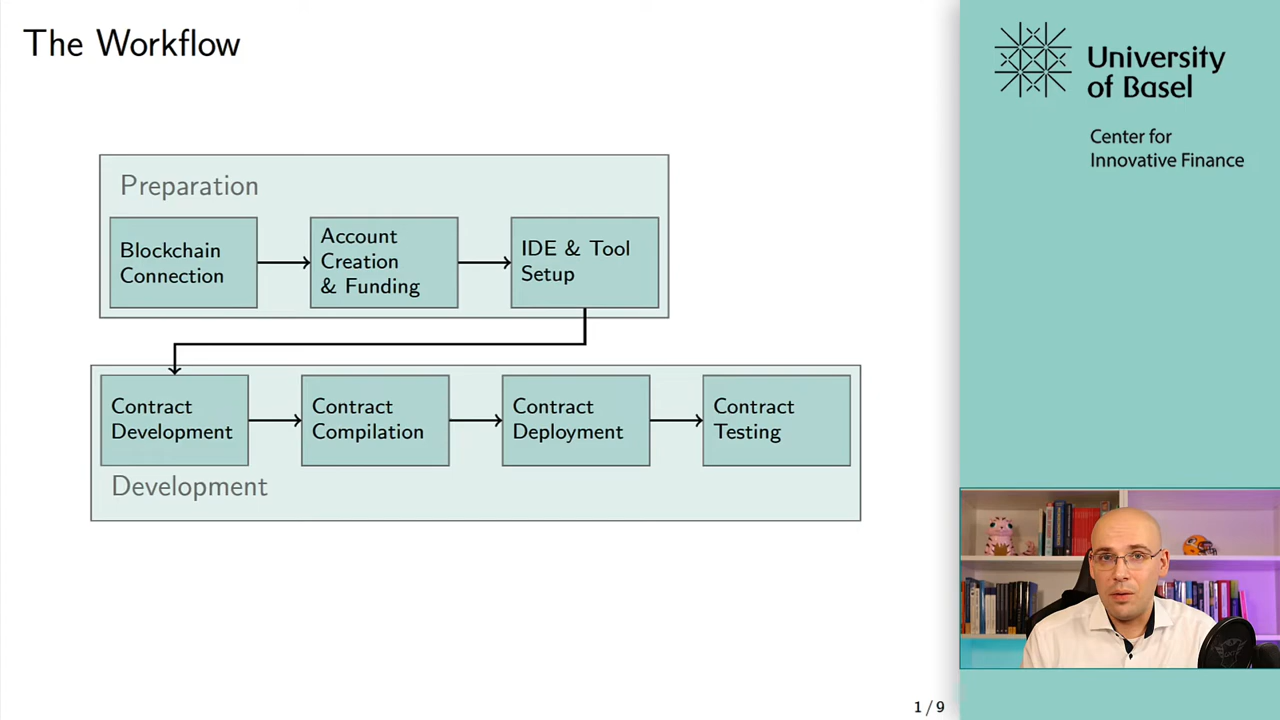 The Workflow
Preparation
Blockchain
Connection
Account
Creation
& Funding
IDE & Tool
Setup
Contract
Development
Contract
Compilation
Contract
Deployment
Contract
Testing
Development
1 / 9
University
of Basel
Center for
Innovative Finance